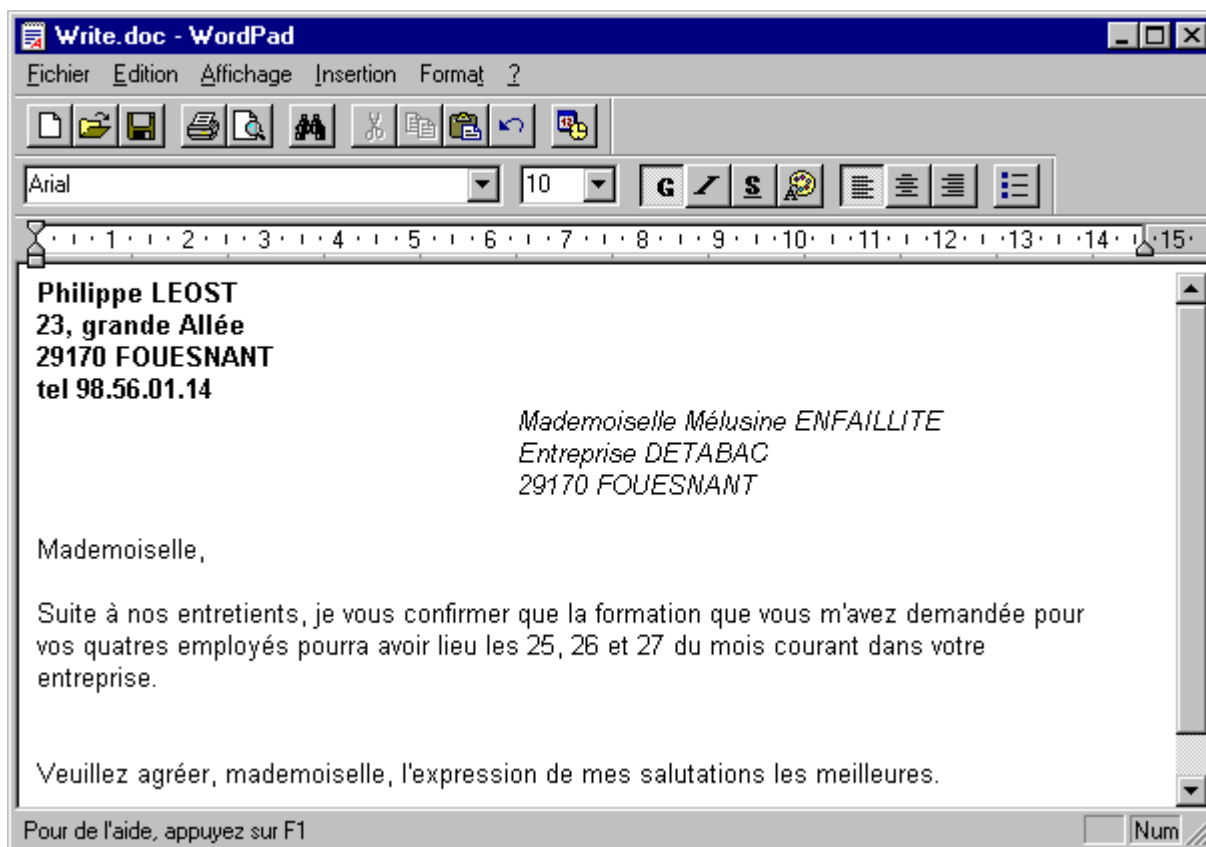 Write.doc - WordPad
Fichier Edition Affichage Insertion Format ?
Arial 10 G I S
1 2 3 4 5 6 7 8 9 10 11 12 13 14 15
Philippe LEOST
23, grande Allée
29170 FOUESNANT
tel 98.56.01.14
Mademoiselle Mélusine ENFAILLITE
Entreprise DETABAC
29170 FOUESNANT
Mademoiselle,
Suite à nos entretients, je vous confirmer que la formation que vous m'avez demandée pour
vos quatres employés pourra avoir lieu les 25, 26 et 27 du mois courant dans votre
entreprise.
Veuillez agréer, mademoiselle, l'expression de mes salutations les meilleures.
Pour de l'aide, appuyez sur F1 Num